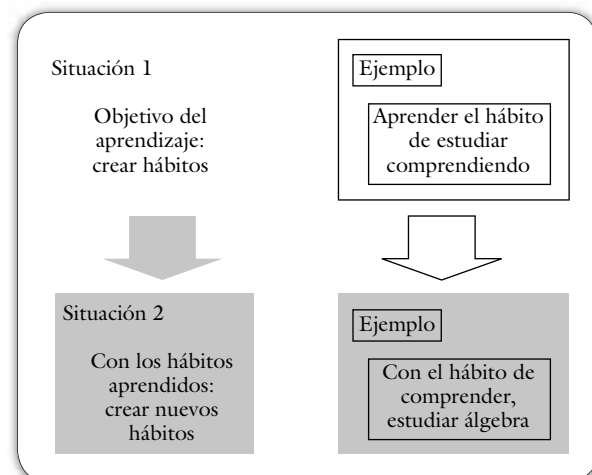 Situación 1
Objetivo del
aprendizaje:
crear hábitos
Ejemplo
Aprender el hábito
de estudiar
comprendiendo
Situación 2
Con los hábitos
aprendidos:
crear nuevos
hábitos
Ejemplo
Con el hábito de
comprender,
estudiar álgebra